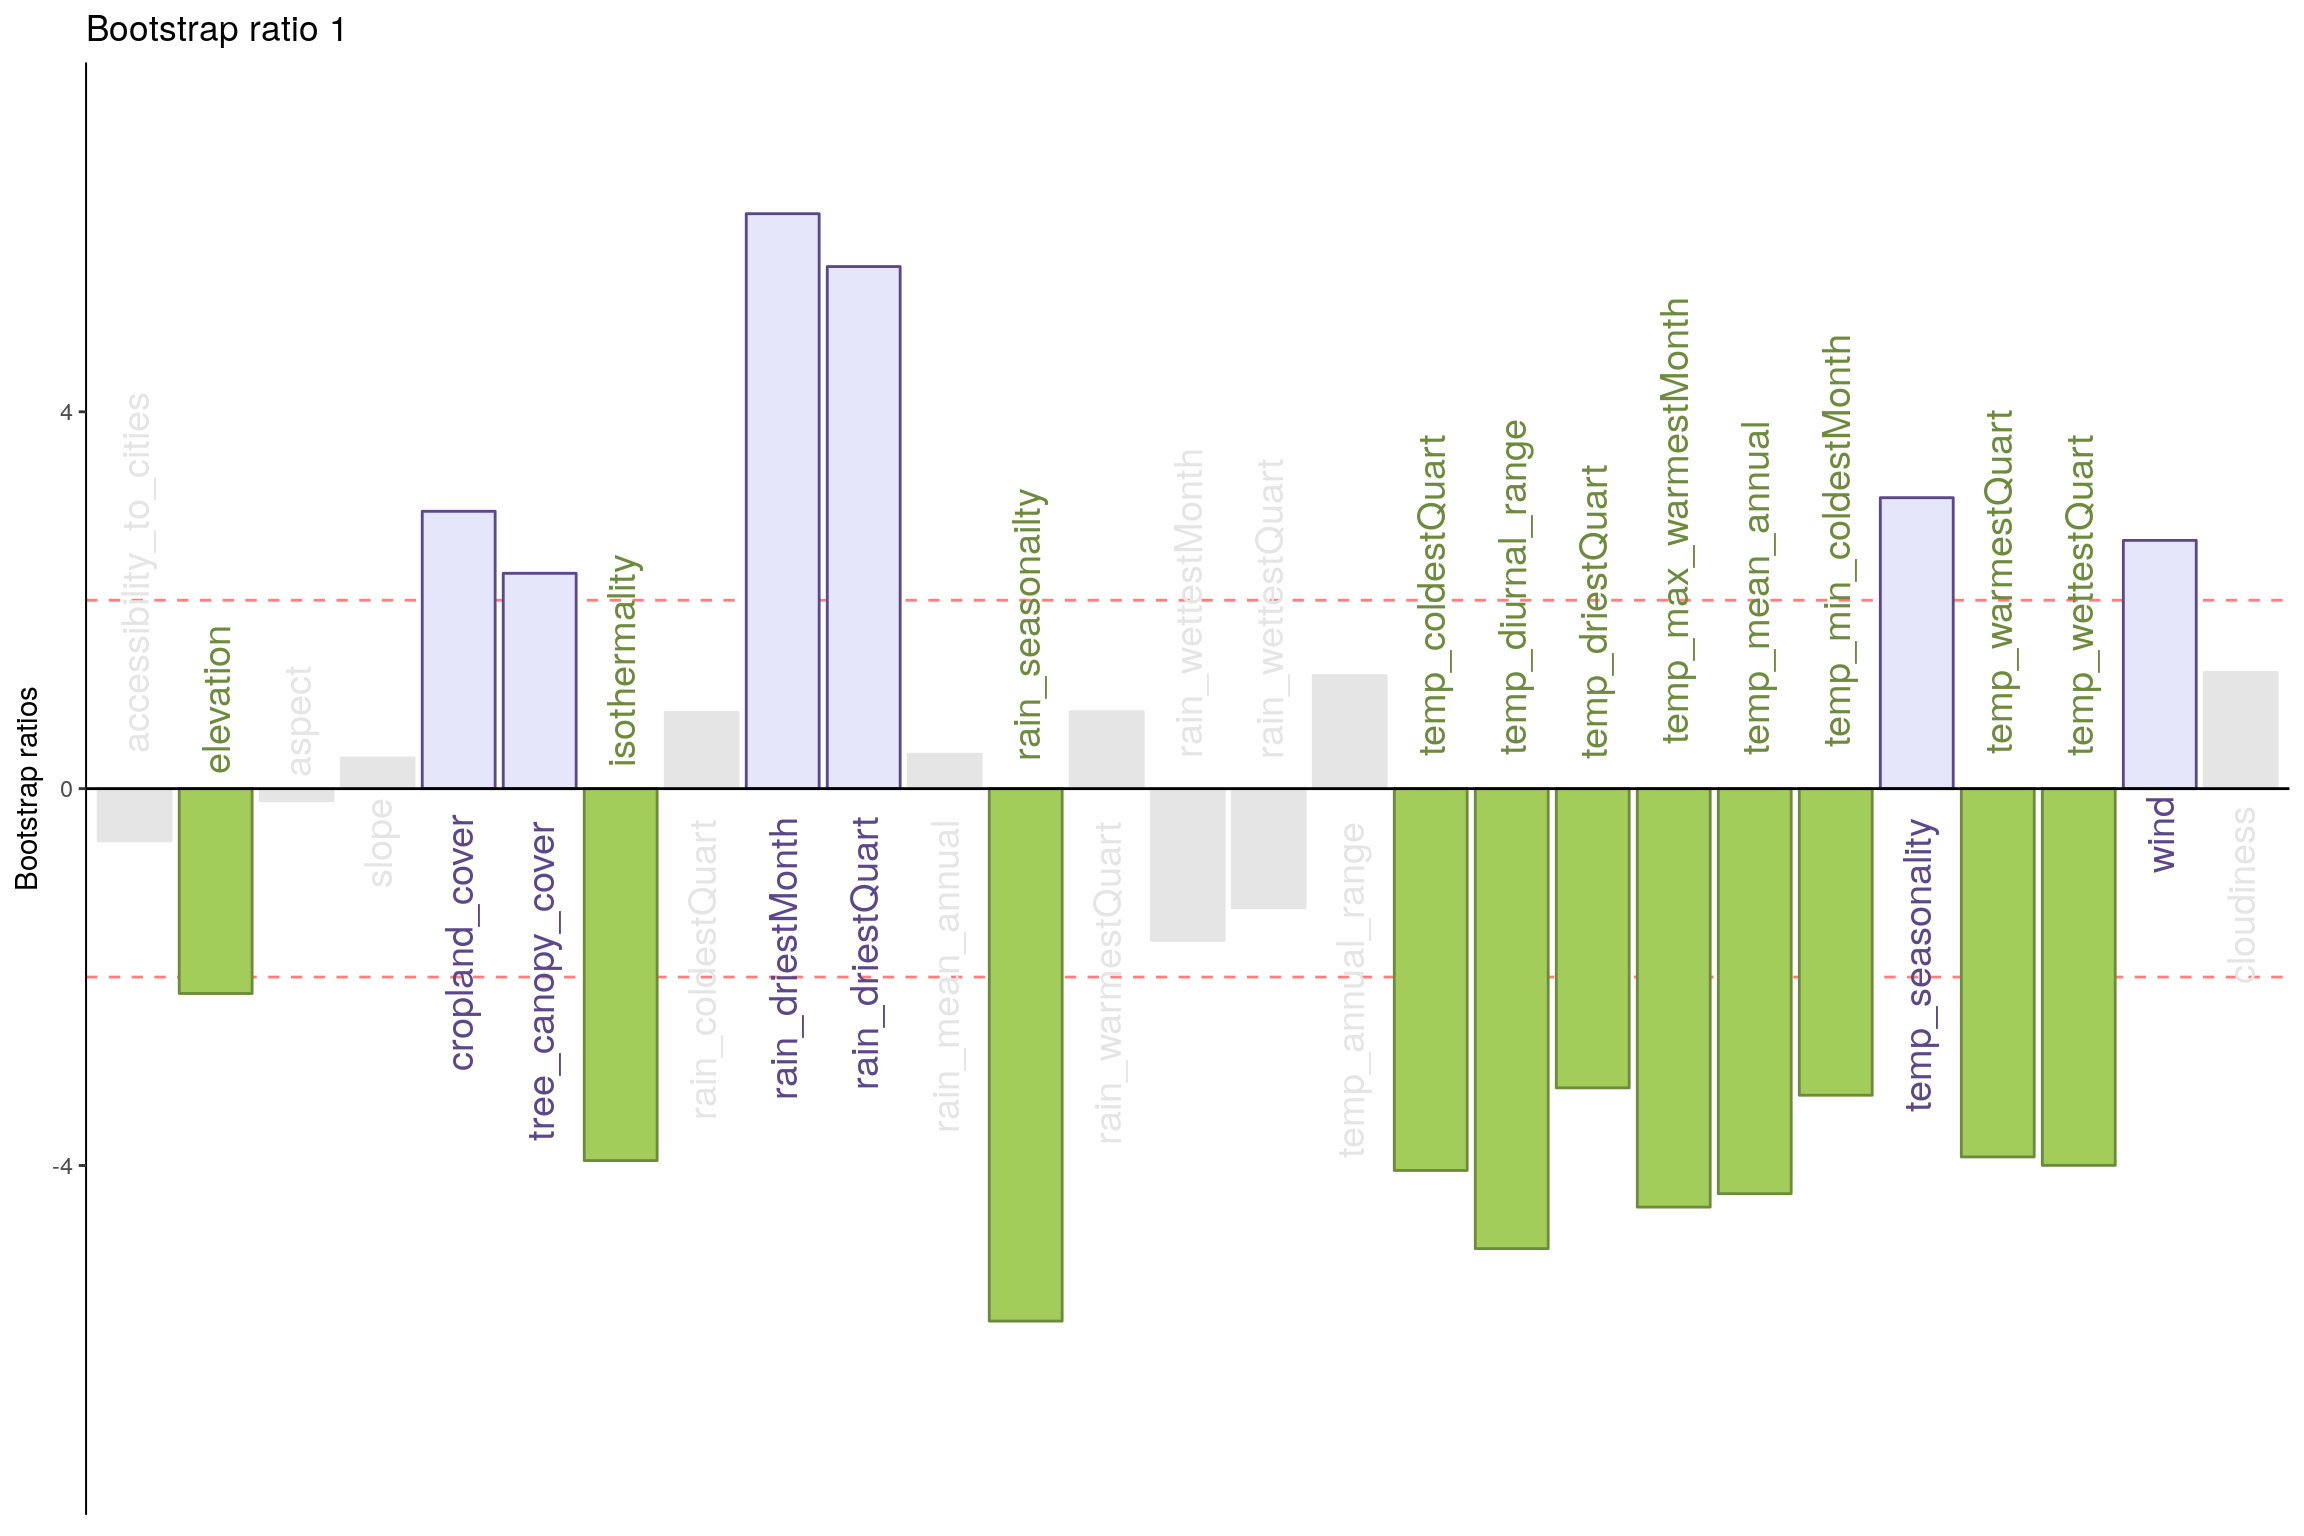 Bootstrap ratio 1
Bootstrap ratios
4
0
-4
accessibility_to_cities
elevation
aspect
slope
cropland_cover
tree_canopy_cover
isothermality
rain_coldestQuart
rain_driestMonth
rain_driestQuart
rain_mean_annual
rain_seasonailty
rain_warmestQuart
rain_wettestMonth
rain_wettestQuart
temp_annual_range
temp_coldestQuart
temp_diurnal_range
temp_driestQuart
temp_max_warmestMonth
temp_mean_annual
temp_min_coldestMonth
temp_seasonality
temp_warmestQuart
temp_wettestQuart
wind
cloudiness